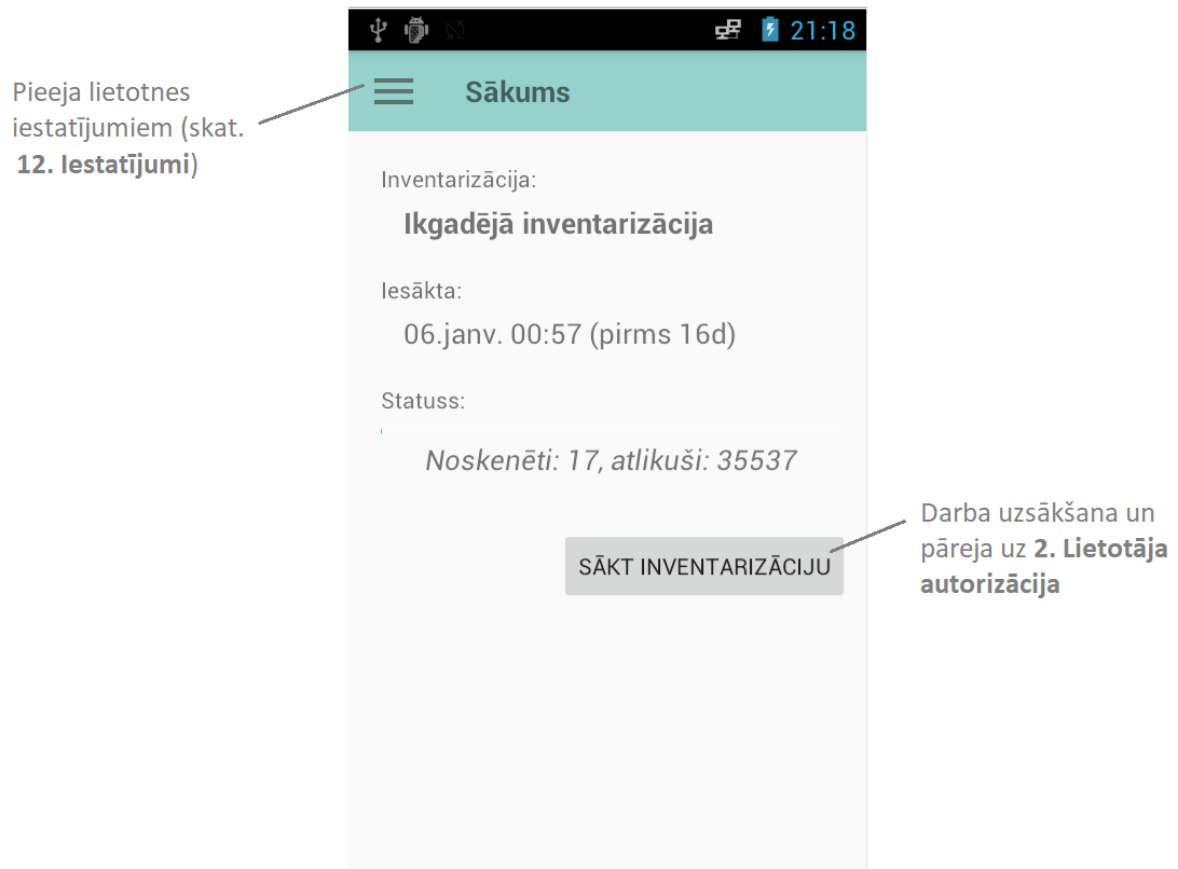 21:18
Pieeja lietotnes
iestatījumiem (skat.
12. Iestatījumi)
Sākums
Inventarizācija:
Ikgadējā inventarizācija
Iesākta:
06.janv. 00:57 (pirms 16d)
Statuss:
Noskenēti: 17, atlikuši: 35537
SĀKT INVENTARIZĀCIJU
Darba uzsākšana un
pāreja uz 2. Lietotāja
autorizācija